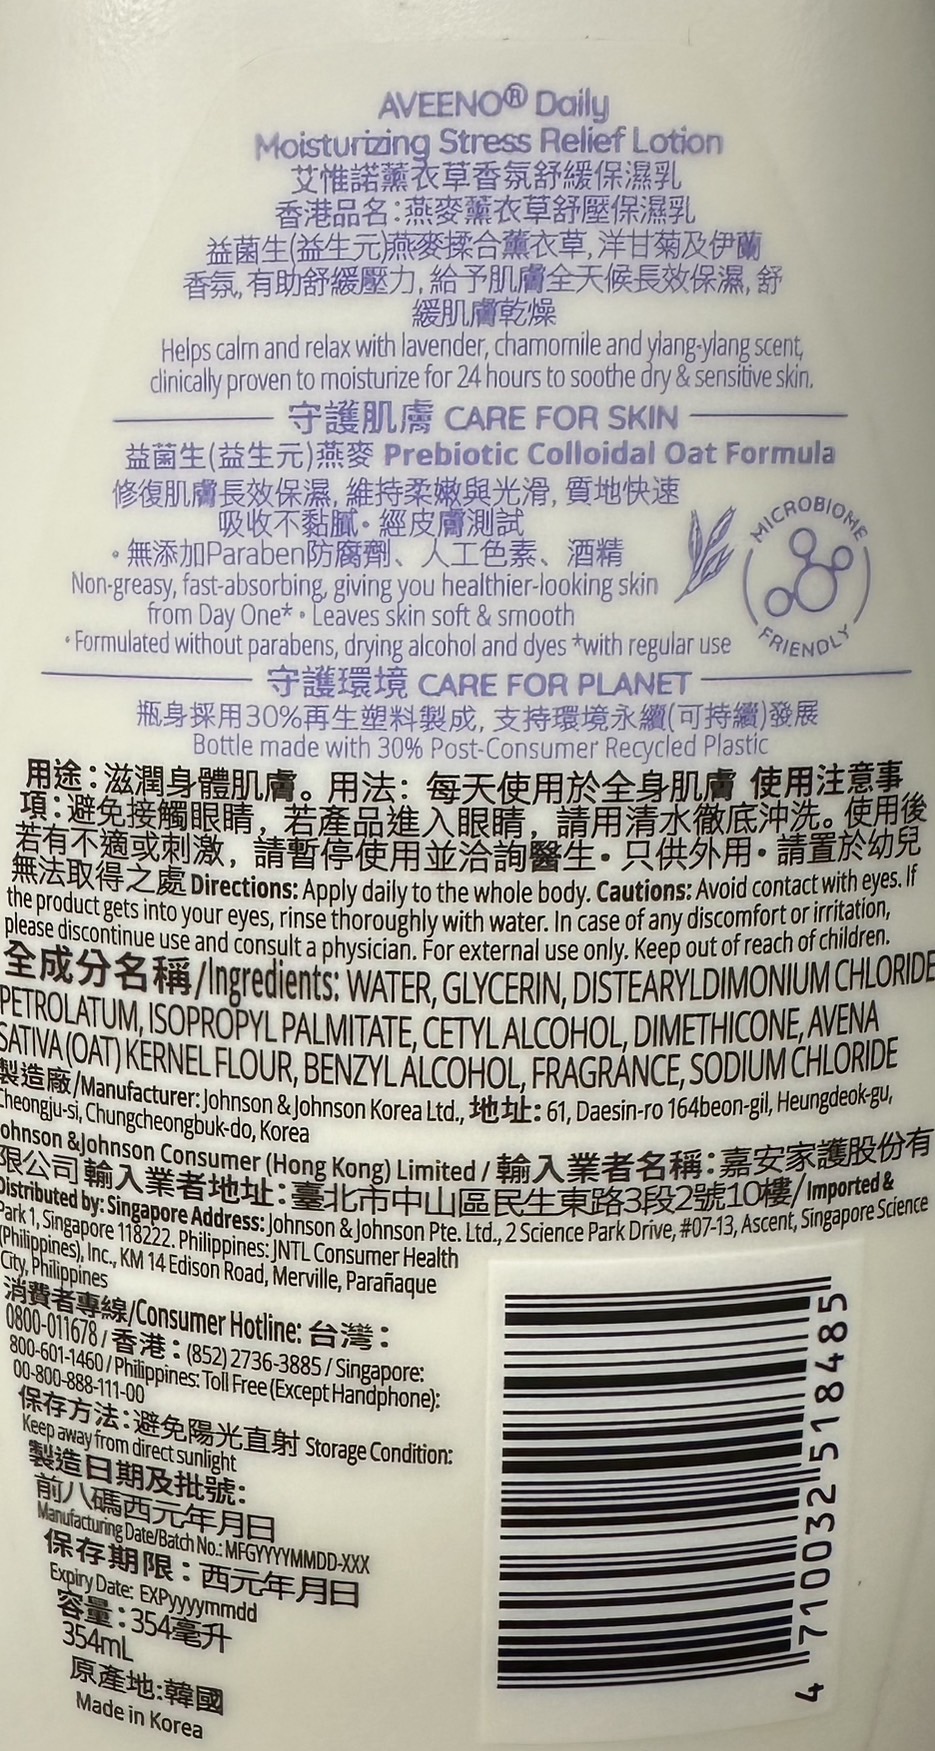 AVEENO® Daily
Moisturizing Stress Relief Lotion
艾惟諾薰衣草香氛舒緩保濕乳
香港品名:燕麥薰衣草舒壓保濕乳
益菌生(益生元)燕麥揉合薰衣草, 洋甘菊及伊蘭
香氛, 有助舒緩壓力, 給予肌膚全天候長效保濕, 舒
緩肌膚乾燥
Helps calm and relax with lavender, chamomile and ylang-ylang scent,
clinically proven to moisturize for 24 hours to soothe dry & sensitive skin.
守護肌膚 CARE FOR SKIN
益菌生(益生元)燕麥 Prebiotic Colloidal Oat Formula
修復肌膚長效保濕, 維持柔嫩與光滑, 質地快速
吸收不黏膩• 經皮膚測試
• 無添加Paraben防腐劑、人工色素、酒精
Non-greasy, fast-absorbing, giving you healthier-looking skin
from Day One* • Leaves skin soft & smooth
• Formulated without parabens, drying alcohol and dyes *with regular use
MICROBIOME
FRIENDLY
守護環境 CARE FOR PLANET
瓶身採用30%再生塑料製成, 支持環境永續(可持續)發展
Bottle made with 30% Post-Consumer Recycled Plastic
用途:滋潤身體肌膚。用法: 每天使用於全身肌膚 使用注意事
項:避免接觸眼睛, 若產品進入眼睛, 請用清水徹底沖洗。使用後
若有不適或刺激, 請暫停使用並洽詢醫生• 只供外用• 請置於幼兒
無法取得之處 Directions: Apply daily to the whole body. Cautions: Avoid contact with eyes. If
the product gets into your eyes, rinse thoroughly with water. In case of any discomfort or irritation,
please discontinue use and consult a physician. For external use only. Keep out of reach of children.
全成分名稱/Ingredients: WATER, GLYCERIN, DISTEARYLDIMONIUM CHLORIDE
PETROLATUM, ISOPROPYL PALMITATE, CETYL ALCOHOL, DIMETHICONE, AVENA
SATIVA (OAT) KERNEL FLOUR, BENZYL ALCOHOL, FRAGRANCE, SODIUM CHLORIDE
製造廠/Manufacturer: Johnson & Johnson Korea Ltd., 地址: 61, Daesin-ro 164beon-gil, Heungdeok-gu,
Cheongju-si, Chungcheongbuk-do, Korea
ohnson &Johnson Consumer (Hong Kong) Limited / 輸入業者名稱:嘉安家護股份有
限公司 輸入業者地址:臺北市中山區民生東路3段2號10樓/Imported &
Distributed by: Singapore Address: Johnson & Johnson Pte. Ltd., 2 Science Park Drive, #07-13, Ascent, Singapore Science
Park 1, Singapore 118222. Philippines: JNTL Consumer Health
(Philippines), Inc., KM 14 Edison Road, Merville, Parañaque
City, Philippines
消費者專線/Consumer Hotline: 台灣:
0800-011678 / 香港:(852) 2736-3885 / Singapore:
800-601-1460 / Philippines: Toll Free (Except Handphone):
00-800-888-111-00
保存方法:避免陽光直射 Storage Condition:
Keep away from direct sunlight
製造日期及批號:
前八碼西元年月日
Manufacturing Date/Batch No.: MFGYYYYMMDD-XXX
保存期限:西元年月日
Expiry Date: EXPyyyymmdd
容量:354毫升
354mL
原產地:韓國
Made in Korea
4 710032 518485